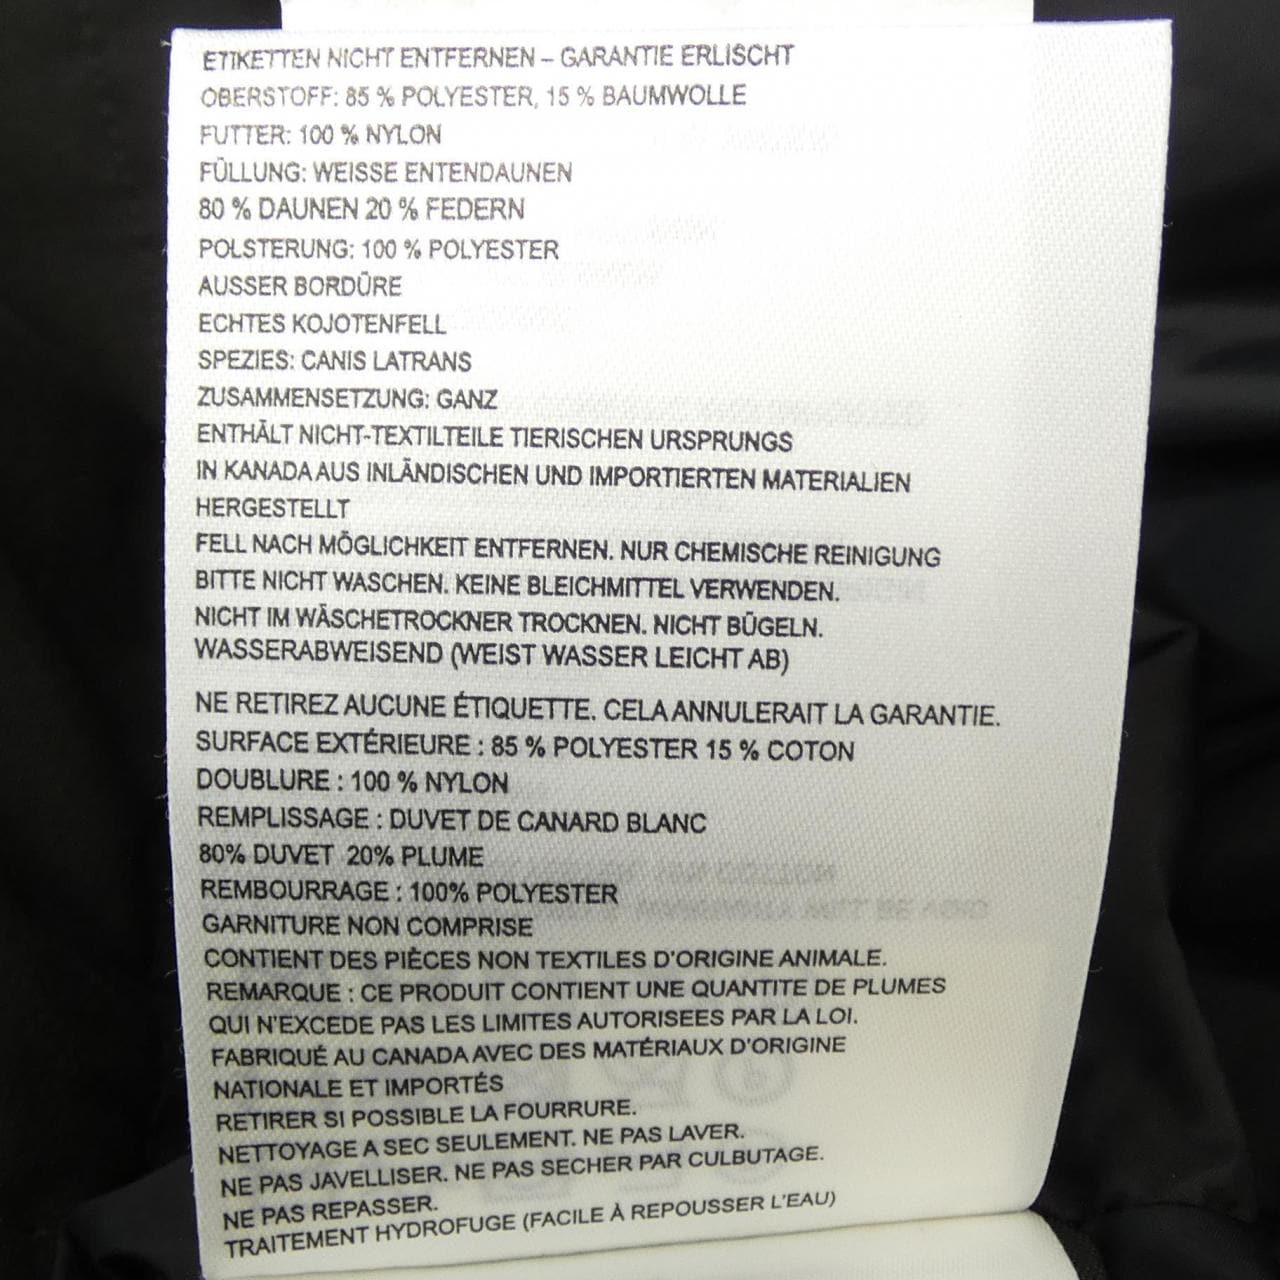 ETIKETTEN NICHT ENTFERNEN – GARANTIE ERLISCHT
OBERSTOFF: 85 % POLYESTER, 15 % BAUMWOLLE
FUTTER: 100 % NYLON
FÜLLUNG: WEISSE ENTENDAUNEN
80 % DAUNEN 20 % FEDERN
POLSTERUNG: 100 % POLYESTER
AUSSER BORDÜRE
ECHTES KOJOTENFELL
SPEZIES: CANIS LATRANS
ZUSAMMENSETZUNG: GANZ
ENTHÄLT NICHT-TEXTILTEILE TIERISCHEN URSPRUNGS
IN KANADA AUS INLÄNDISCHEN UND IMPORTIERTEN MATERIALIEN
HERGESTELLT
FELL NACH MÖGLICHKEIT ENTFERNEN. NUR CHEMISCHE REINIGUNG
BITTE NICHT WASCHEN. KEINE BLEICHMITTEL VERWENDEN.
NICHT IM WÄSCHETROCKNER TROCKNEN. NICHT BÜGELN.
WASSERABWEISEND (WEIST WASSER LEICHT AB)
NE RETIREZ AUCUNE ÉTIQUETTE. CELA ANNULERAIT LA GARANTIE.
SURFACE EXTÉRIEURE : 85 % POLYESTER 15 % COTON
DOUBLURE : 100 % NYLON
REMPLISSAGE : DUVET DE CANARD BLANC
80% DUVET 20% PLUME
REMBOURRAGE : 100% POLYESTER
GARNITURE NON COMPRISE
CONTIENT DES PIÈCES NON TEXTILES D'ORIGINE ANIMALE.
REMARQUE : CE PRODUIT CONTIENT UNE QUANTITE DE PLUMES
QUI N'EXCEDE PAS LES LIMITES AUTORISEES PAR LA LOI.
FABRIQUÉ AU CANADA AVEC DES MATÉRIAUX D'ORIGINE
NATIONALE ET IMPORTÉS
RETIRER SI POSSIBLE LA FOURRURE.
NETTOYAGE A SEC SEULEMENT. NE PAS LAVER.
NE PAS JAVELLISER. NE PAS SECHER PAR CULBUTAGE.
NE PAS REPASSER.
TRAITEMENT HYDROFUGE (FACILE À REPOUSSER L'EAU)